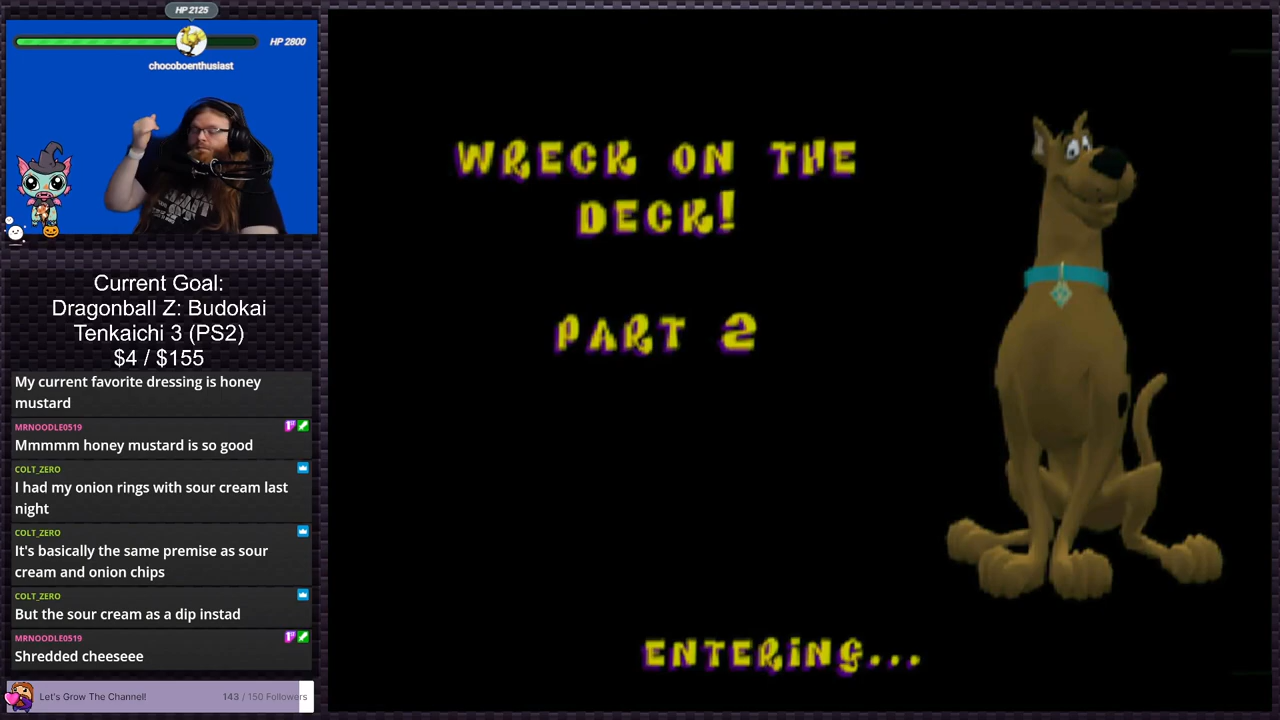 HP 2125
HP 2800
chocoboenthusiast
Current Goal:
Dragonball Z: Budokai
Tenkaichi 3 (PS2)
$4 / $155
My current favorite dressing is honey
mustard
MRNOODLE0519
Mmmmm honey mustard is so good
COLT_ZERO
I had my onion rings with sour cream last
night
COLT_ZERO
It's basically the same premise as sour
cream and onion chips
COLT_ZERO
But the sour cream as a dip instad
MRNOODLE0519
Shredded cheeseee
Let's Grow The Channel!
143 / 150 Followers
WRECK ON THE
DECK!
PART 2
ENTERING...